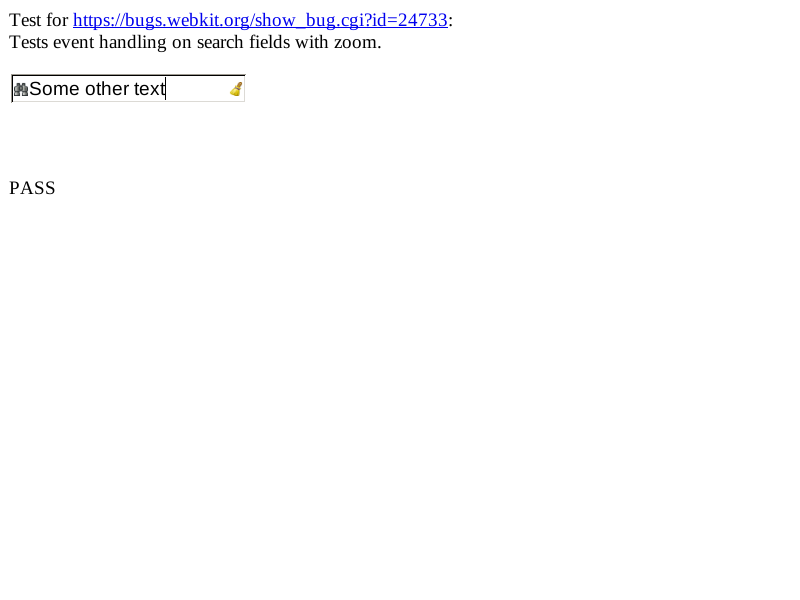 Test for https://bugs.webkit.org/show_bug.cgi?id=24733:
Tests event handling on search fields with zoom.
Some other text
PASS